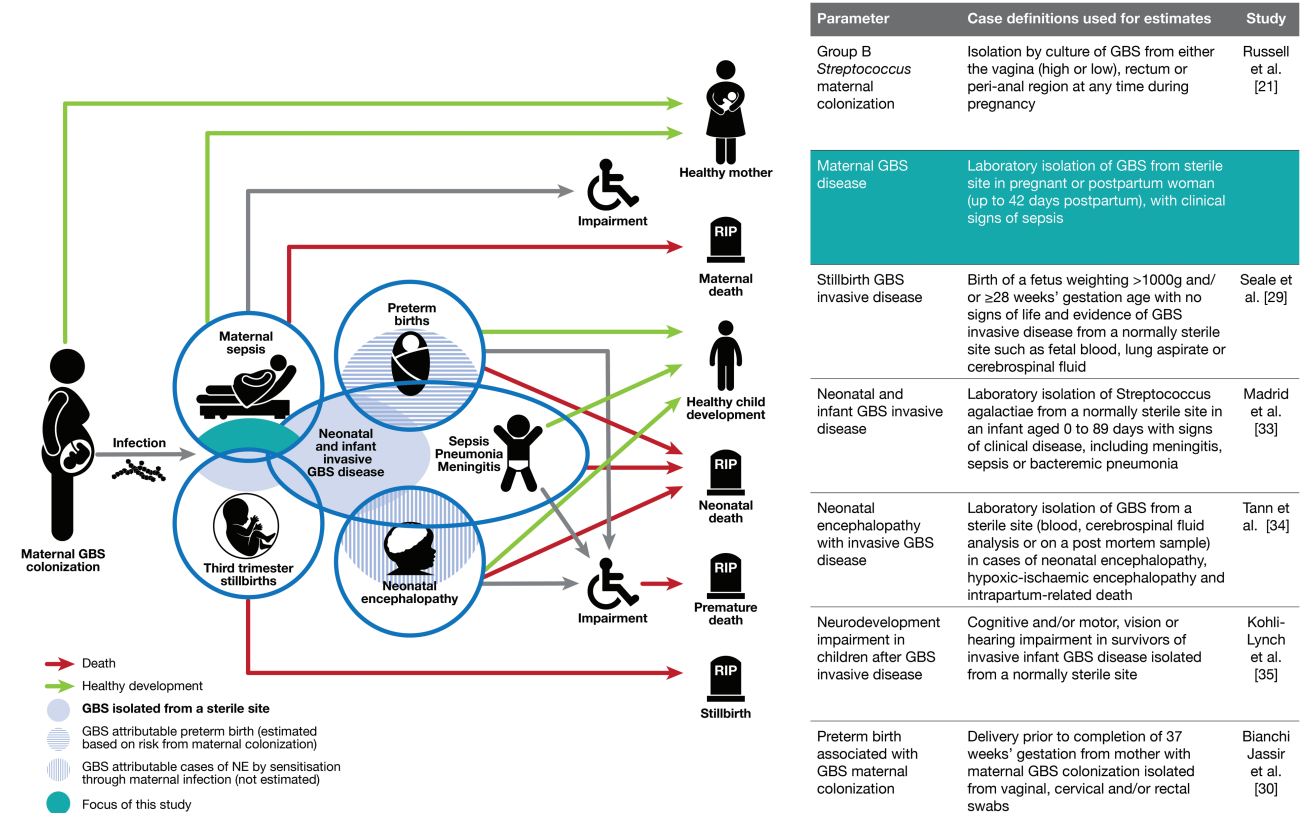 Healthy mother
Impairment
RIP
Maternal
death
Preterm
births
Maternal
sepsis
Healthy child
development
Infection
Neonatal
and infant
invasive
GBS disease
Sepsis
Pneumonia
Meningitis
RIP
Neonatal
death
Maternal GBS
colonization
Third trimester
stillbirths
Neonatal
encephalopathy
Impairment
RIP
Premature
death
RIP
Stillbirth
Death
Healthy development
GBS isolated from a sterile site
GBS attributable preterm birth (estimated
based on risk from maternal colonization)
GBS attributable cases of NE by sensitisation
through maternal infection (not estimated)
Focus of this study
Parameter
Case definitions used for estimates
Study
Group B
Streptococcus
maternal
colonization
Isolation by culture of GBS from either
the vagina (high or low), rectum or
peri-anal region at any time during
pregnancy
Russell
et al.
[21]
Maternal GBS
disease
Laboratory isolation of GBS from sterile
site in pregnant or postpartum woman
(up to 42 days postpartum), with clinical
signs of sepsis
Stillbirth GBS
invasive disease
Birth of a fetus weighting >1000g and/
or ≥28 weeks' gestation age with no
signs of life and evidence of GBS
invasive disease from a normally sterile
site such as fetal blood, lung aspirate or
cerebrospinal fluid
Seale et
al. [29]
Neonatal and
infant GBS invasive
disease
Laboratory isolation of Streptococcus
agalactiae from a normally sterile site in
an infant aged 0 to 89 days with signs
of clinical disease, including meningitis,
sepsis or bacteremic pneumonia
Madrid
et al.
[33]
Neonatal
encephalopathy
with invasive GBS
disease
Laboratory isolation of GBS from a
sterile site (blood, cerebrospinal fluid
analysis or on a post mortem sample)
in cases of neonatal encephalopathy,
hypoxic-ischaemic encephalopathy and
intrapartum-related death
Tann et
al. [34]
Neurodevelopment
impairment in
children after GBS
invasive disease
Cognitive and/or motor, vision or
hearing impairment in survivors of
invasive infant GBS disease isolated
from a normally sterile site
Kohli-
Lynch
et al.
[35]
Preterm birth
associated with
GBS maternal
colonization
Delivery prior to completion of 37
weeks' gestation from mother with
maternal GBS colonization isolated
from vaginal, cervical and/or rectal
swabs
Bianchi
Jassir
et al.
[30]